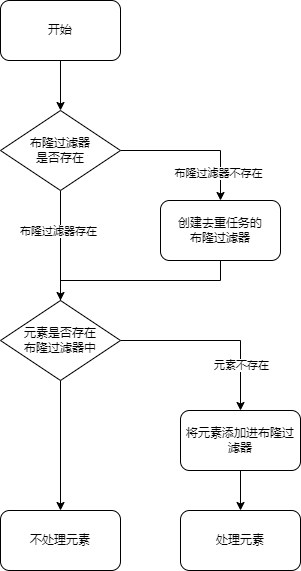 开始
布隆过滤器
是否存在
布隆过滤器不存在
布隆过滤器存在
创建去重任务的
布隆过滤器
元素是否存在
布隆过滤器中
元素不存在
将元素添加进布隆过
滤器
不处理元素
处理元素